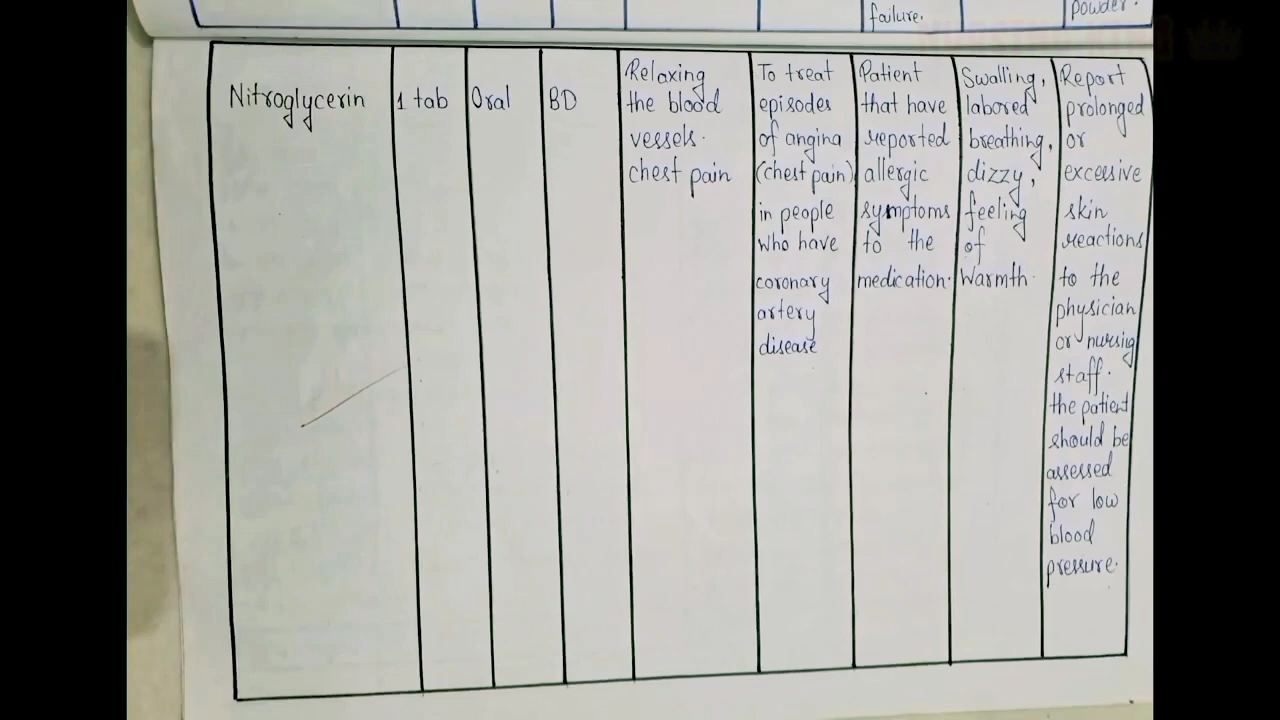 failure.
powder.
NURSING KING
Nitroglycerin
1 tab
Oral
BD
Relaxing
the blood
vessels.
chest pain
To treat
episodes
of angina
(chest pain)
in people
who have
coronary
artery
disease
Patient
that have
reported
allergic
symptoms
to the
medication.
Swalling,
labored
breathing,
dizzy,
feeling
of
warmth.
Report
prolonged
or
excessive
skin
reactions
to the
physician
or nursing
staff.
the patient
should be
assessed
for low
blood
pressure.